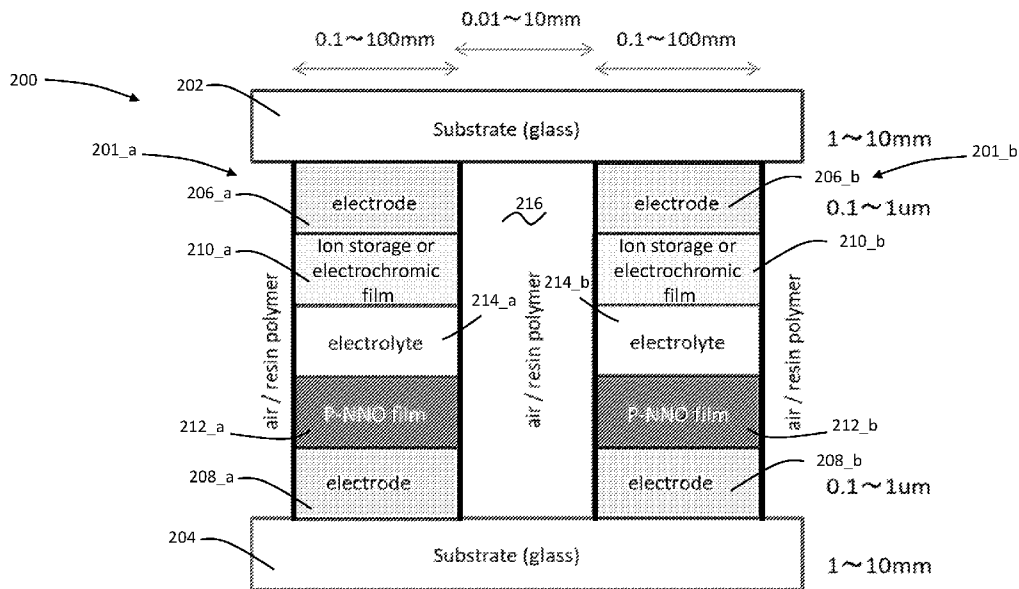 0.01～10mm
0.1～100mm
0.1～100mm
200
202
Substrate (glass)
1～10mm
201_a
201_b
206_a
electrode
216
206_b
electrode
0.1～1um
210_a
Ion storage or
electrochromic
film
210_b
Ion storage or
electrochromic
film
214_a
electrolyte
214_b
electrolyte
air / resin polymer
air / resin polymer
air / resin polymer
P-NNO film
P-NNO film
212_a
212_b
208_a
electrode
208_b
electrode
0.1～1um
204
Substrate (glass)
1～10mm